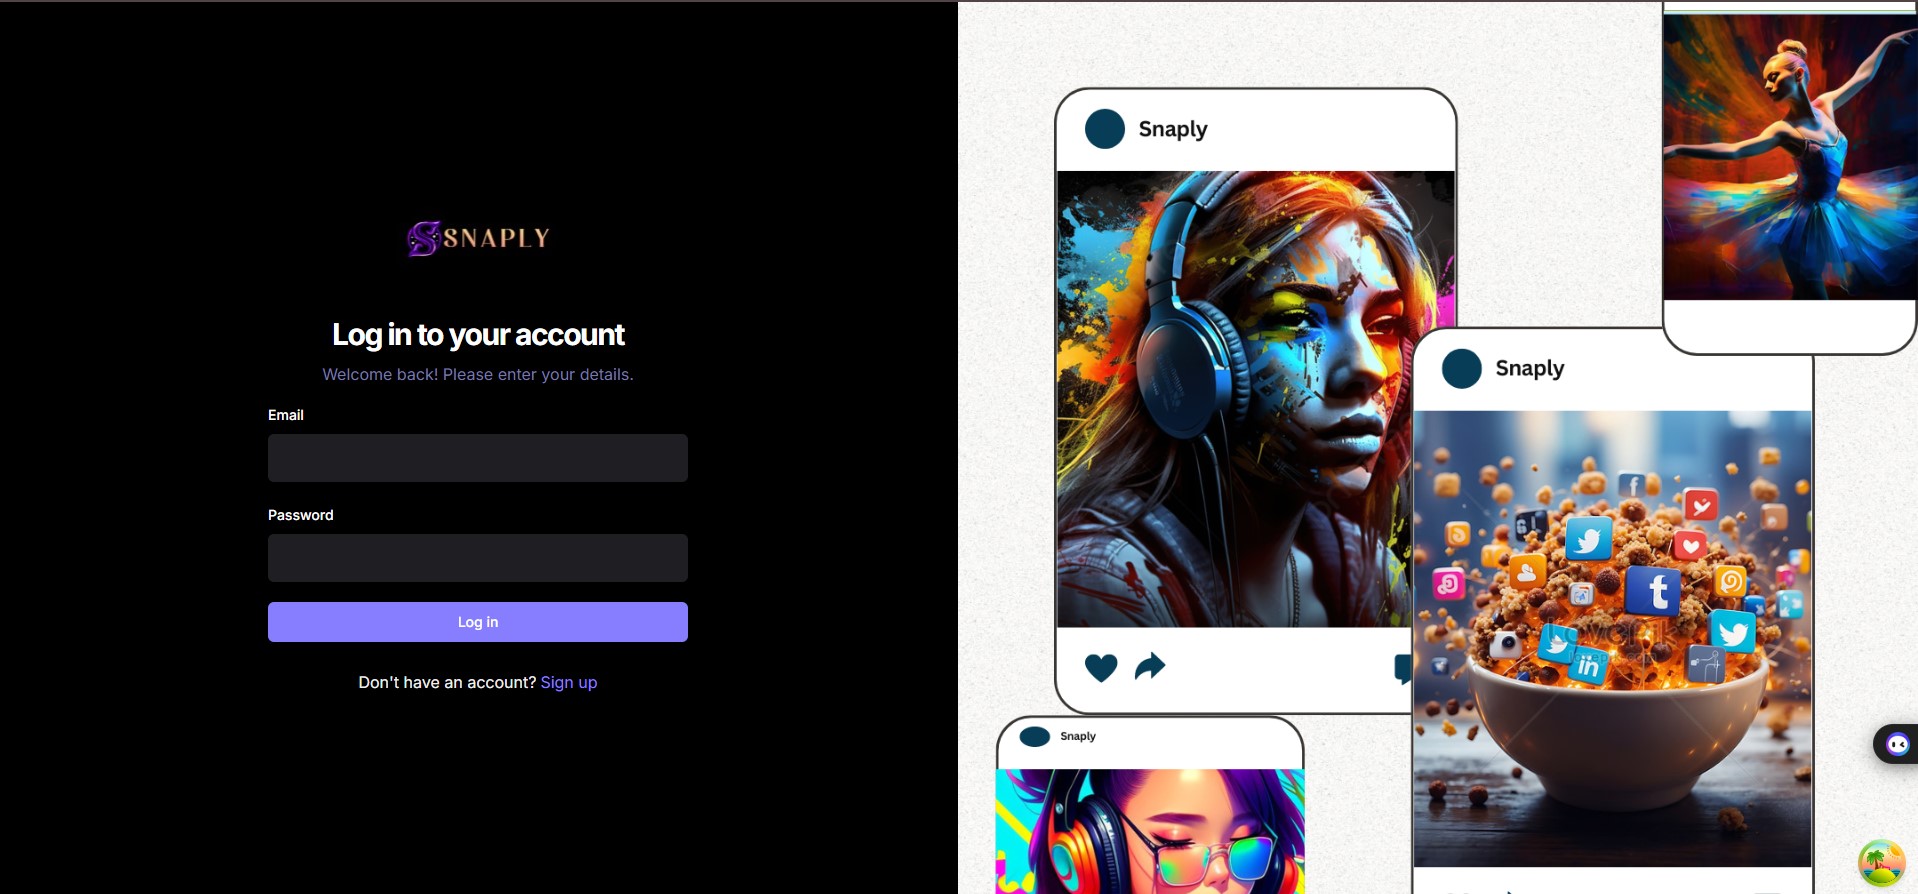 SNAPLY
Log in to your account
Welcome back! Please enter your details.
Email
Password
Log in
Don't have an account? Sign up
Snaply
Snaply
Snaply